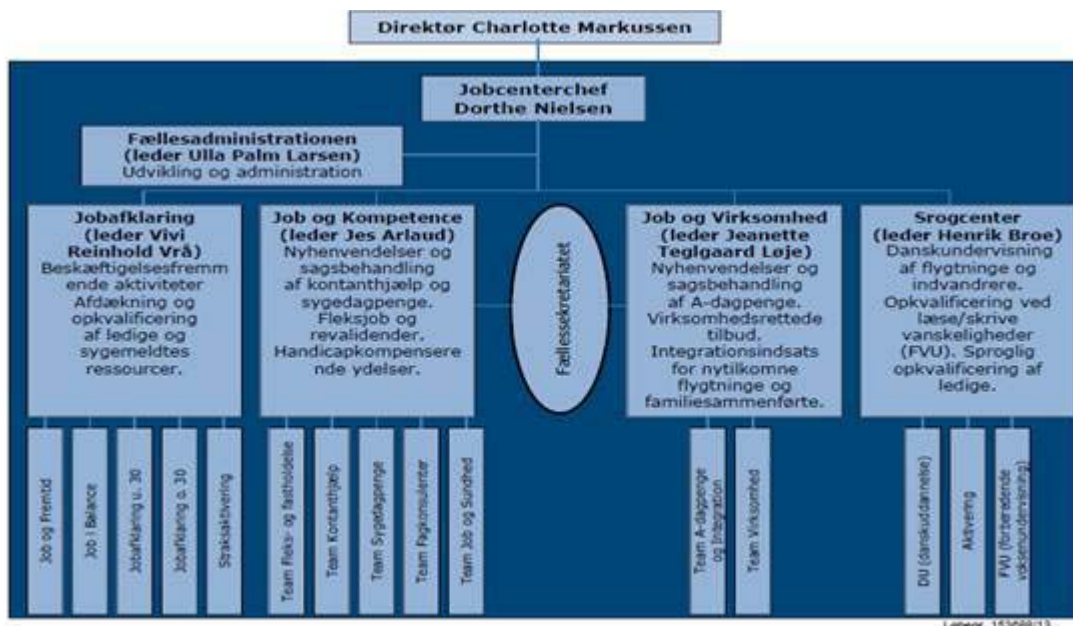 Direktør Charlotte Markussen
Jobcenterchef
Dorthe Nielsen
Fællesadministrationen
(leder Ulla Palm Larsen)
Udvikling og administration
Jobafklaring
(leder Vivi
Reinhold Vrå)
Beskæftigelsesfremm
ende aktiviteter
Afdækning og
opkvalificering
af ledige og
sygemeldtes
ressourcer.
Job og Kompetence
(leder Jes Arlaud)
Nyhenvendelser og
sagsbehandling
af kontanthjælp og
sygedagpenge.
Fleksjob og
revalidender.
Handicapkompensere
nde ydelser.
Fællessekretariatet
Job og Virksomhed
(leder Jeanette
Teglgaard Løje)
Nyhenvendelser og
sagsbehandling
af A-dagpenge.
Virksomhedsrettede
tilbud.
Integrationsindsats
for nytilkomne
flygtninge og
familiesammenførte.
Srogcenter
(leder Henrik Broe)
Danskundervisning
af flygtninge og
indvandrere.
Opkvalificering ved
læse/skrive
vanskeligheder
(FVU). Sproglig
opkvalificering af
ledige.
Job og Fremtid
Job i Balance
Jobafklaring u. 30
Jobafklaring o. 30
Straksaktivering
Team Fleks- og fastholdelse
Team Kontanthjælp
Team Sygedagpenge
Team Fagkonsulenter
Team Job og Sundhed
Team A-dagpenge
og Integration
Team Virksomhed
DU (danskuddannelse)
Aktivering
FVU (forberedende
voksenundervisning)